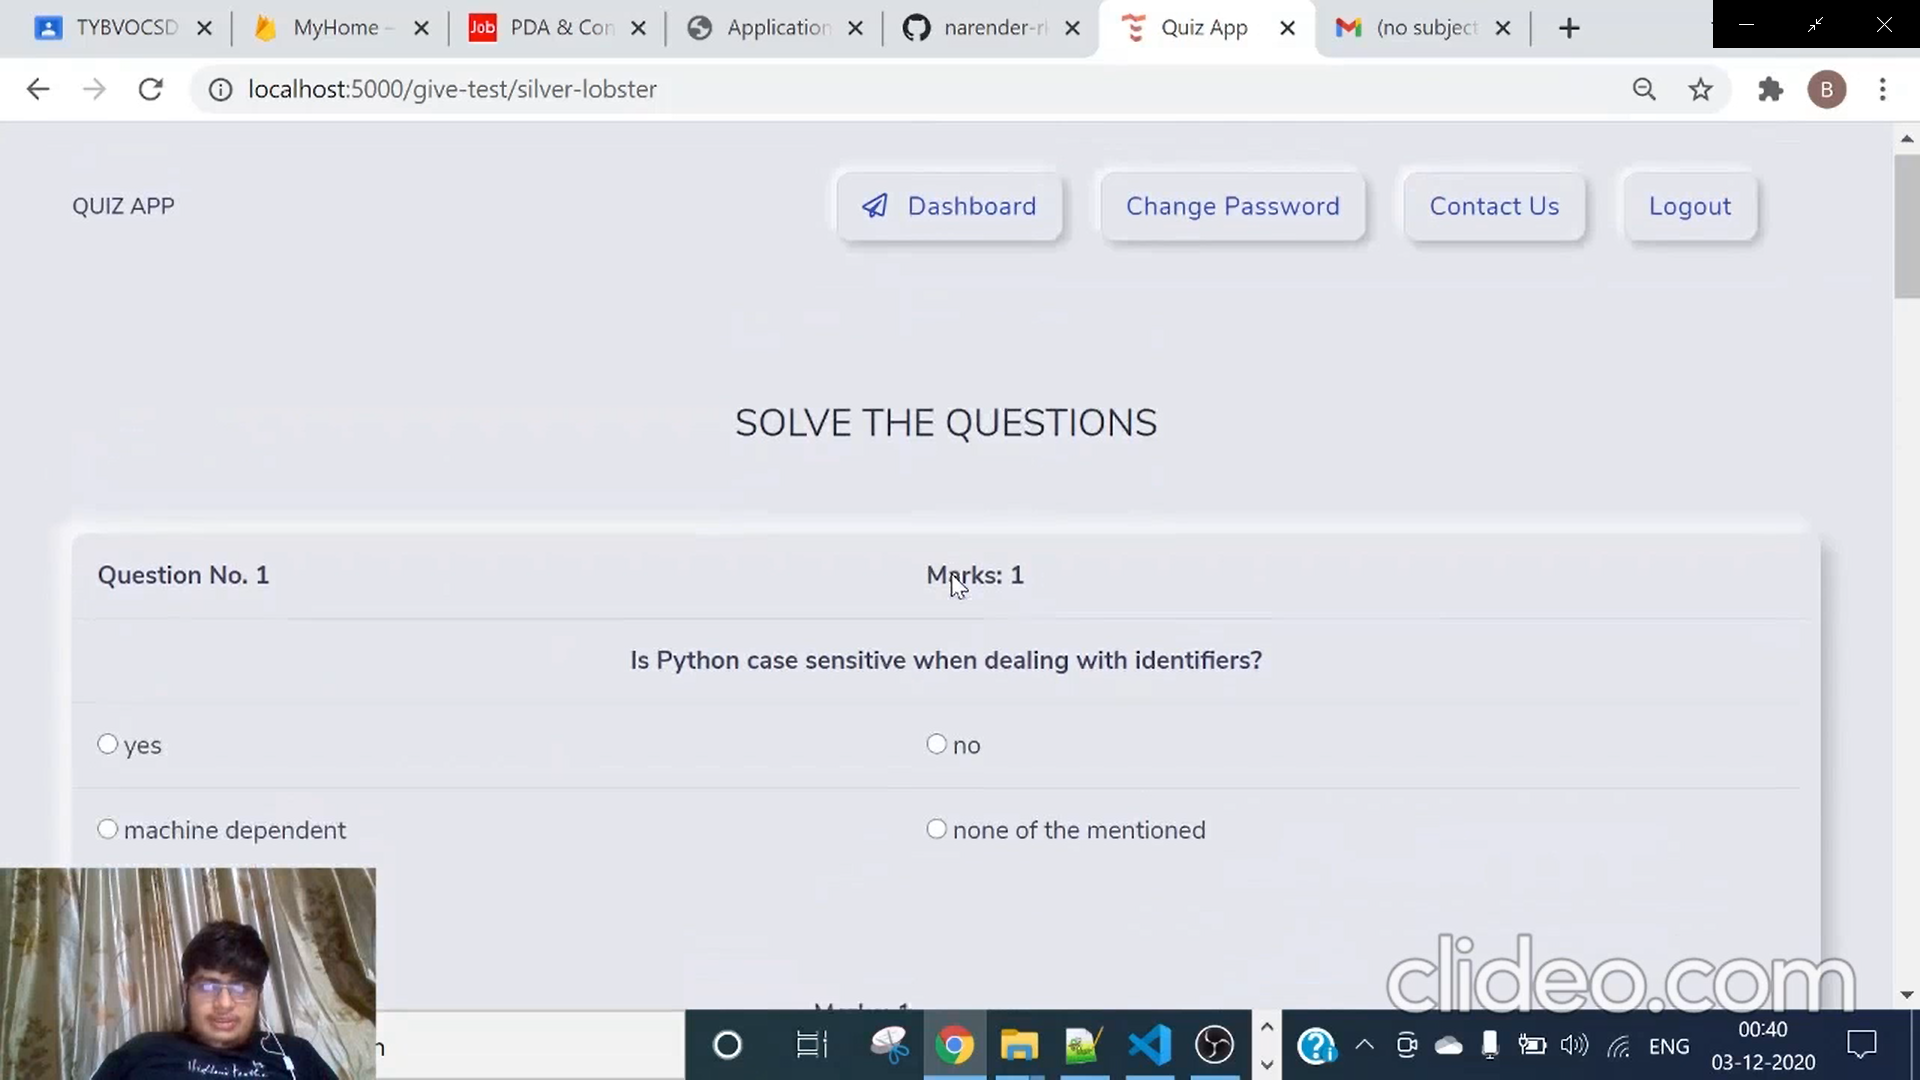 TYBVOCSD
MyHome –
Job
PDA & Con
Application
narender-r
Quiz App
(no subject
localhost:5000/give-test/silver-lobster
B
QUIZ APP
Dashboard
Change Password
Contact Us
Logout
SOLVE THE QUESTIONS
Question No. 1
Marks: 1
Is Python case sensitive when dealing with identifiers?
yes
no
machine dependent
none of the mentioned
clideo.com
n
ENG
00:40
03-12-2020